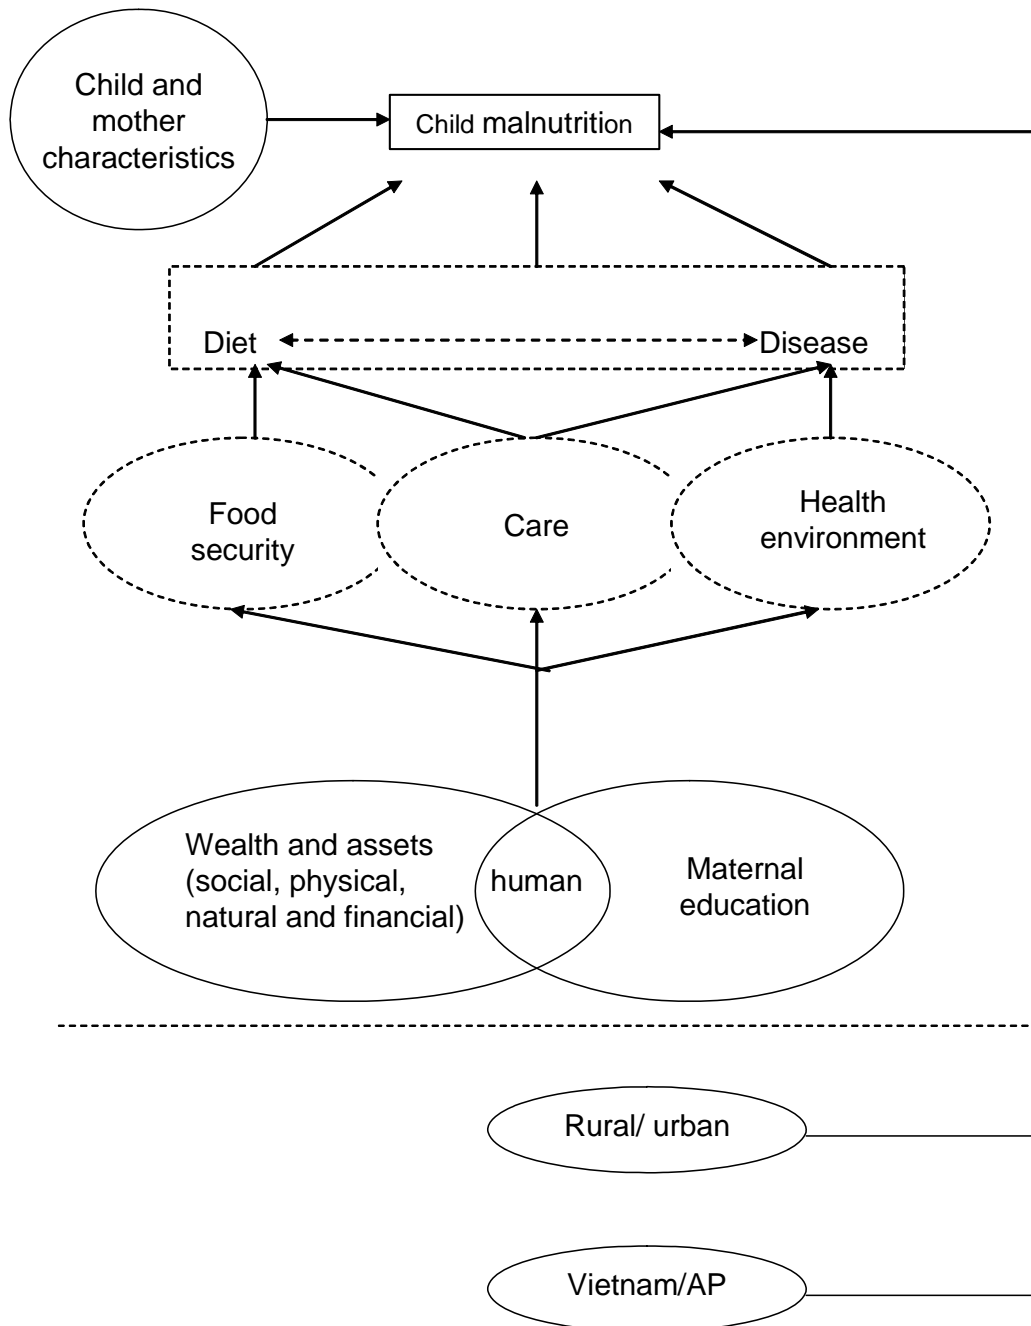 Child and
mother
characteristics
Child malnutrition
Diet
Disease
Food
security
Care
Health
environment
Wealth and assets
(social, physical,
natural and financial)
human
Maternal
education
Rural/ urban
Vietnam/AP